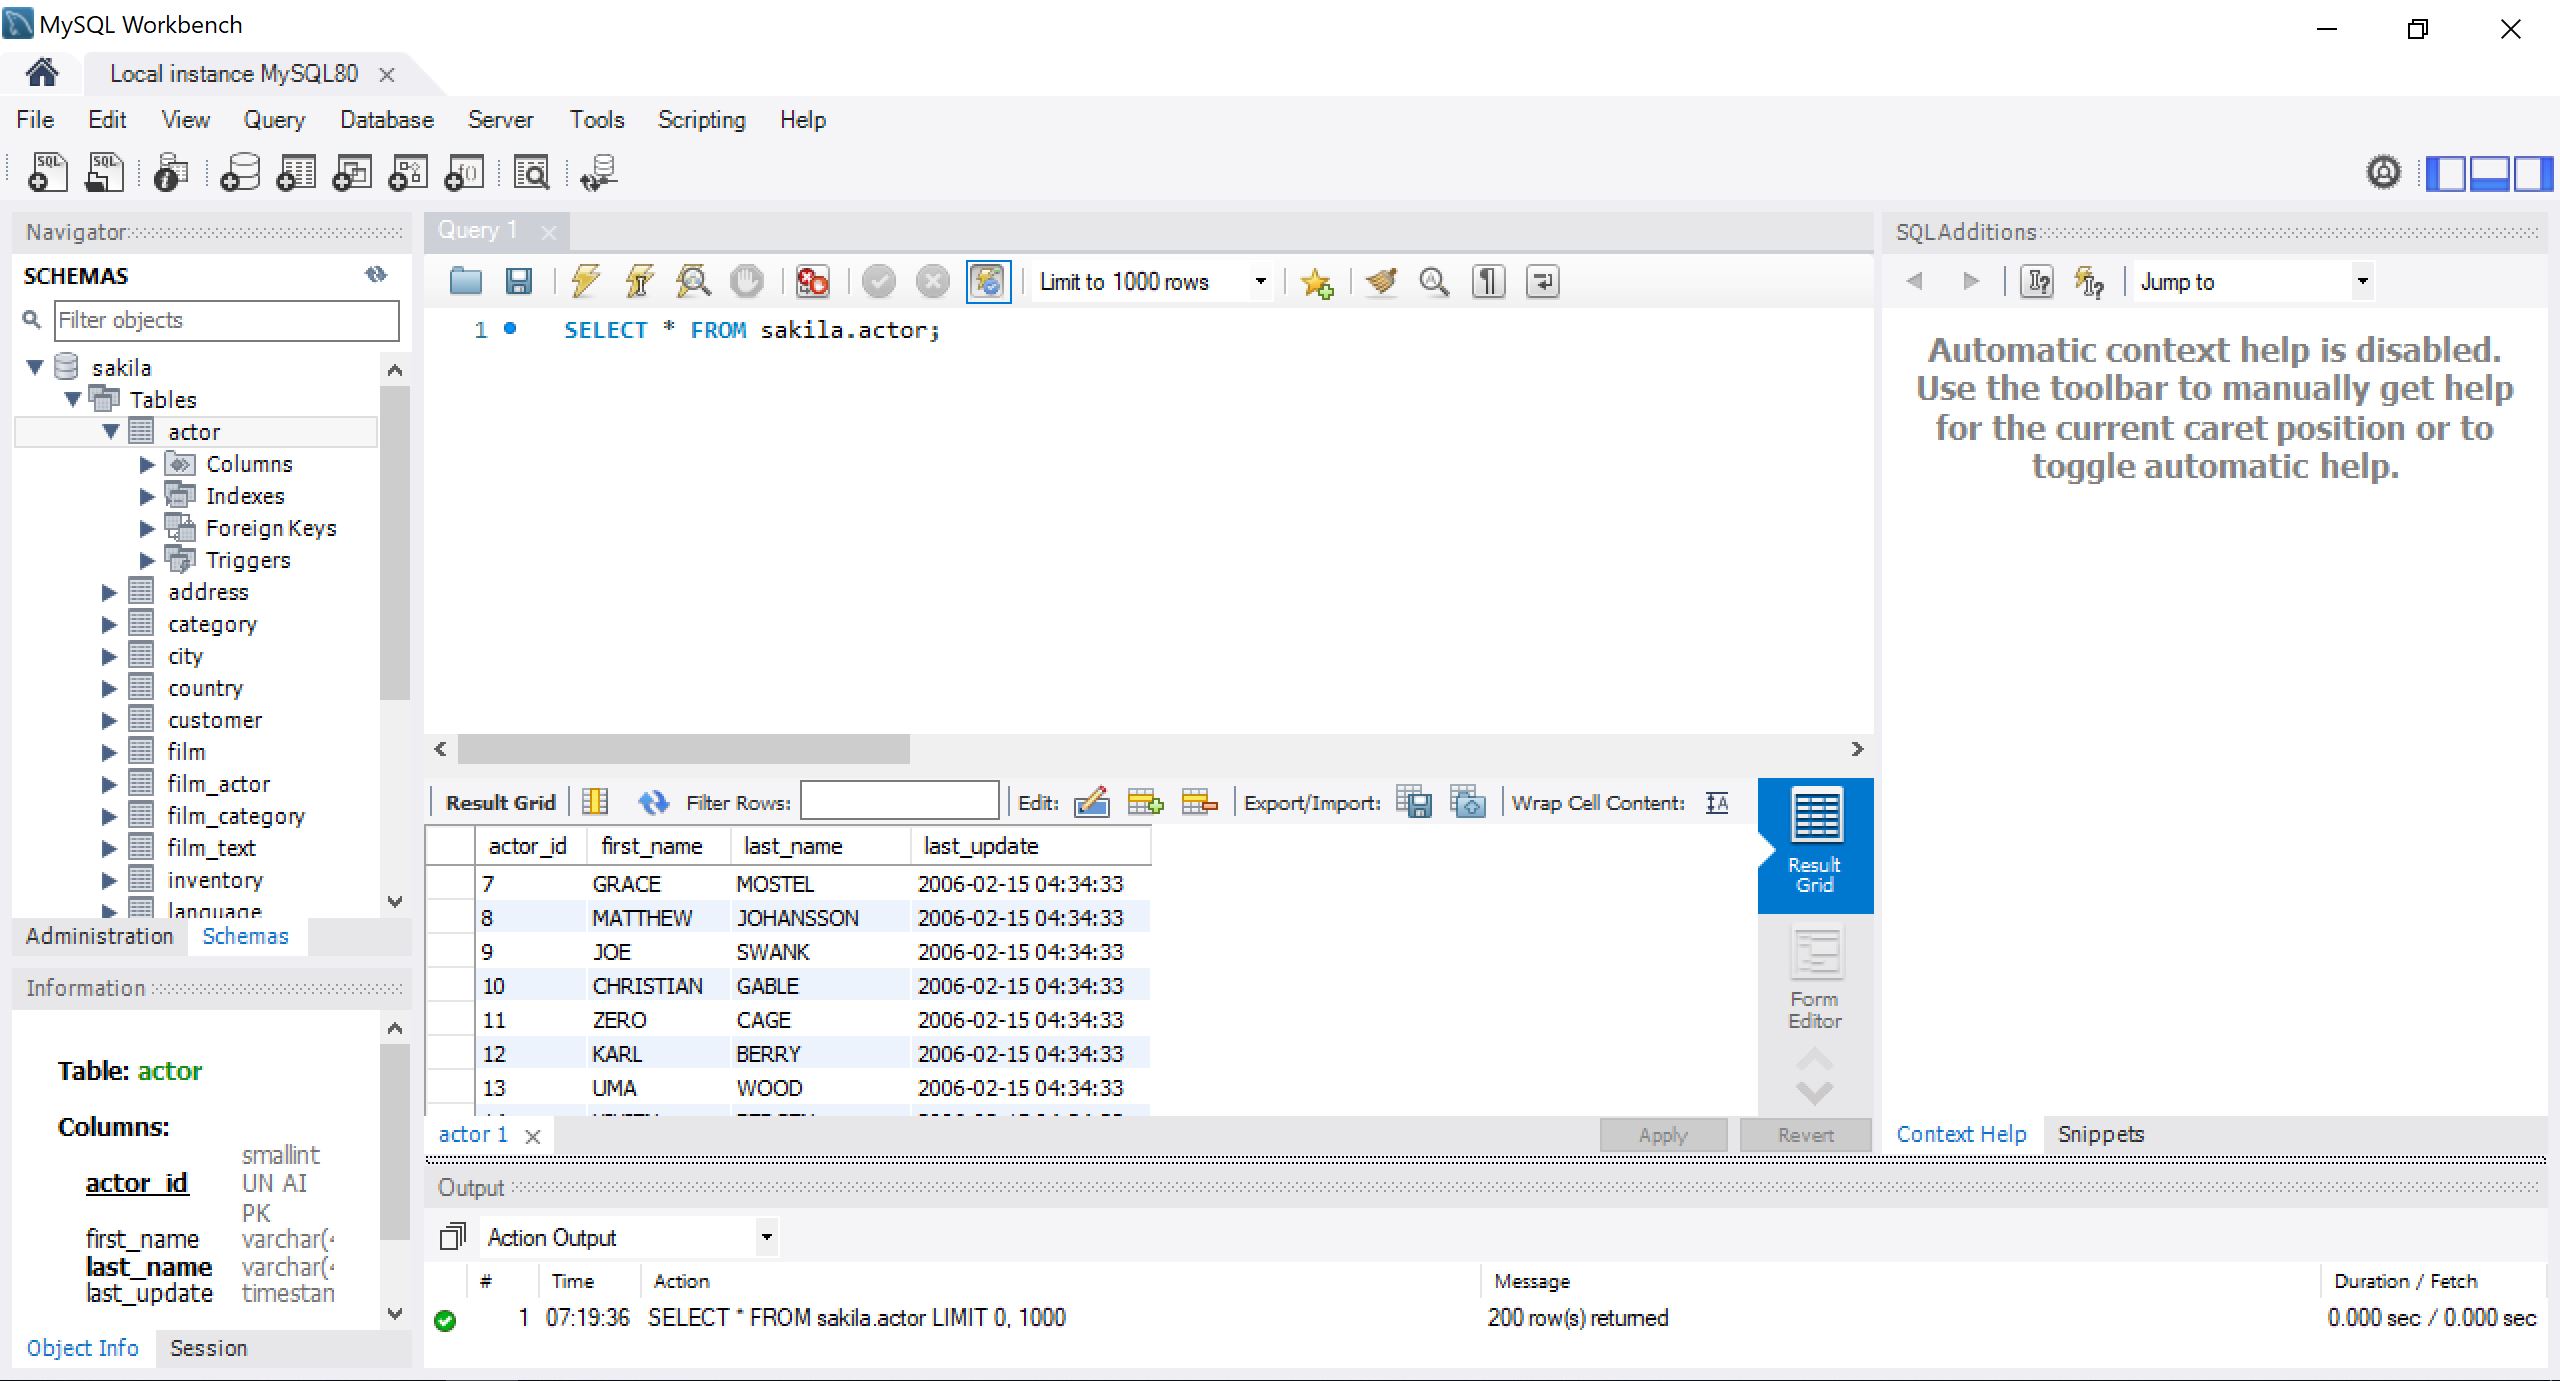 MySQL Workbench
Local instance MySQL80
File Edit View Query Database Server Tools Scripting Help
Navigator
SCHEMAS
Filter objects
sakila
Tables
actor
Columns
Indexes
Foreign Keys
Triggers
address
category
city
country
customer
film
film_actor
film_category
film_text
inventory
language
Administration Schemas
Information
Table: actor
Columns:
smallint
actor_id UN AI
PK
first_name varchar(
last_name varchar(
last_update timestan
Object Info Session
Query 1
Limit to 1000 rows
1 SELECT * FROM sakila.actor;
Result Grid Filter Rows: Edit: Export/Import: Wrap Cell Content:
actor_id first_name last_name last_update
7 GRACE MOSTEL 2006-02-15 04:34:33
8 MATTHEW JOHANSSON 2006-02-15 04:34:33
9 JOE SWANK 2006-02-15 04:34:33
10 CHRISTIAN GABLE 2006-02-15 04:34:33
11 ZERO CAGE 2006-02-15 04:34:33
12 KARL BERRY 2006-02-15 04:34:33
13 UMA WOOD 2006-02-15 04:34:33
Result
Grid
Form
Editor
actor 1 Apply Revert
SQLAdditions
Jump to
Automatic context help is disabled.
Use the toolbar to manually get help
for the current caret position or to
toggle automatic help.
Context Help Snippets
Output
Action Output
# Time Action Message Duration / Fetch
1 07:19:36 SELECT * FROM sakila.actor LIMIT 0, 1000 200 row(s) returned 0.000 sec / 0.000 sec